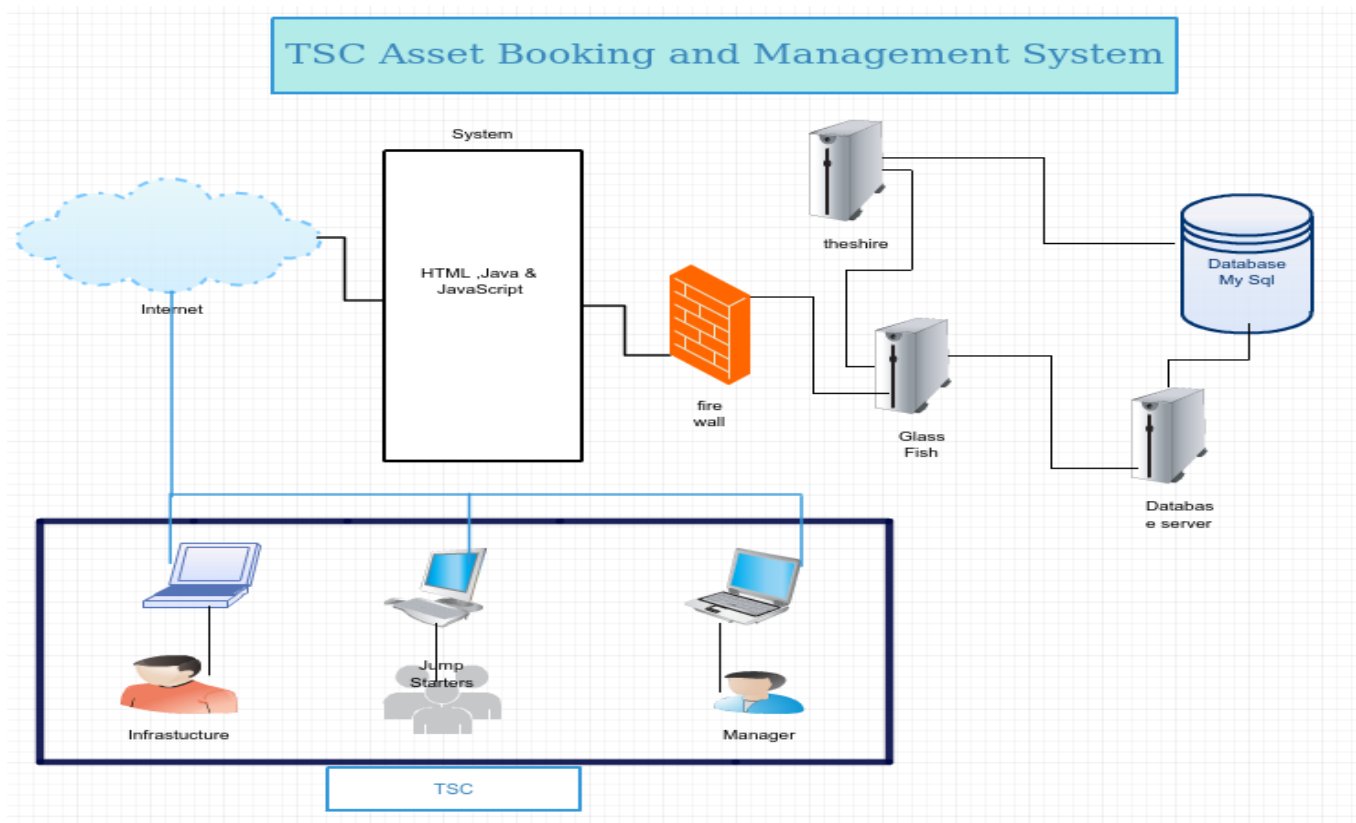 TSC Asset Booking and Management System
System
HTML ,Java &
JavaScript
Internet
theshire
Database
My Sql
fire
wall
Glass
Fish
Databas
e server
Jump
Starters
Infrastucture
Manager
TSC